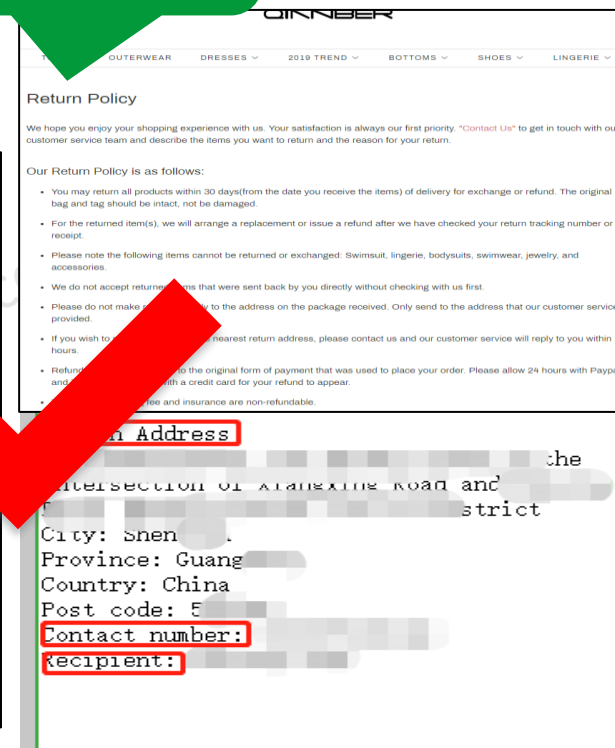 QINNBER
OUTERWEAR DRESSES 2019 TREND BOTTOMS SHOES LINGERIE
Return Policy
We hope you enjoy your shopping experience with us. Your satisfaction is always our first priority. "Contact Us" to get in touch with our
customer service team and describe the items you want to return and the reason for your return.
Our Return Policy is as follows:
You may return all products within 30 days(from the date you receive the items) of delivery for exchange or refund. The original
bag and tag should be intact, not be damaged.
For the returned item(s), we will arrange a replacement or issue a refund after we have checked your return tracking number or
receipt.
Please note the following items cannot be returned or exchanged: Swimsuit, lingerie, bodysuits, swimwear, jewelry, and
accessories.
We do not accept returned items that were sent back by you directly without checking with us first.
Please do not make to the address on the package received. Only send to the address that our customer service
provided.
If you wish to nearest return address, please contact us and our customer service will reply to you within
hours.
to the original form of payment that was used to place your order. Please allow 24 hours with Paypa
and with a credit card for your refund to appear.
fee and insurance are non-refundable.
Address
the
intersection of Xiangxing Road and
strict
City: Shen
Province: Guang
Country: China
Post code: 5
Contact number:
Recipient: